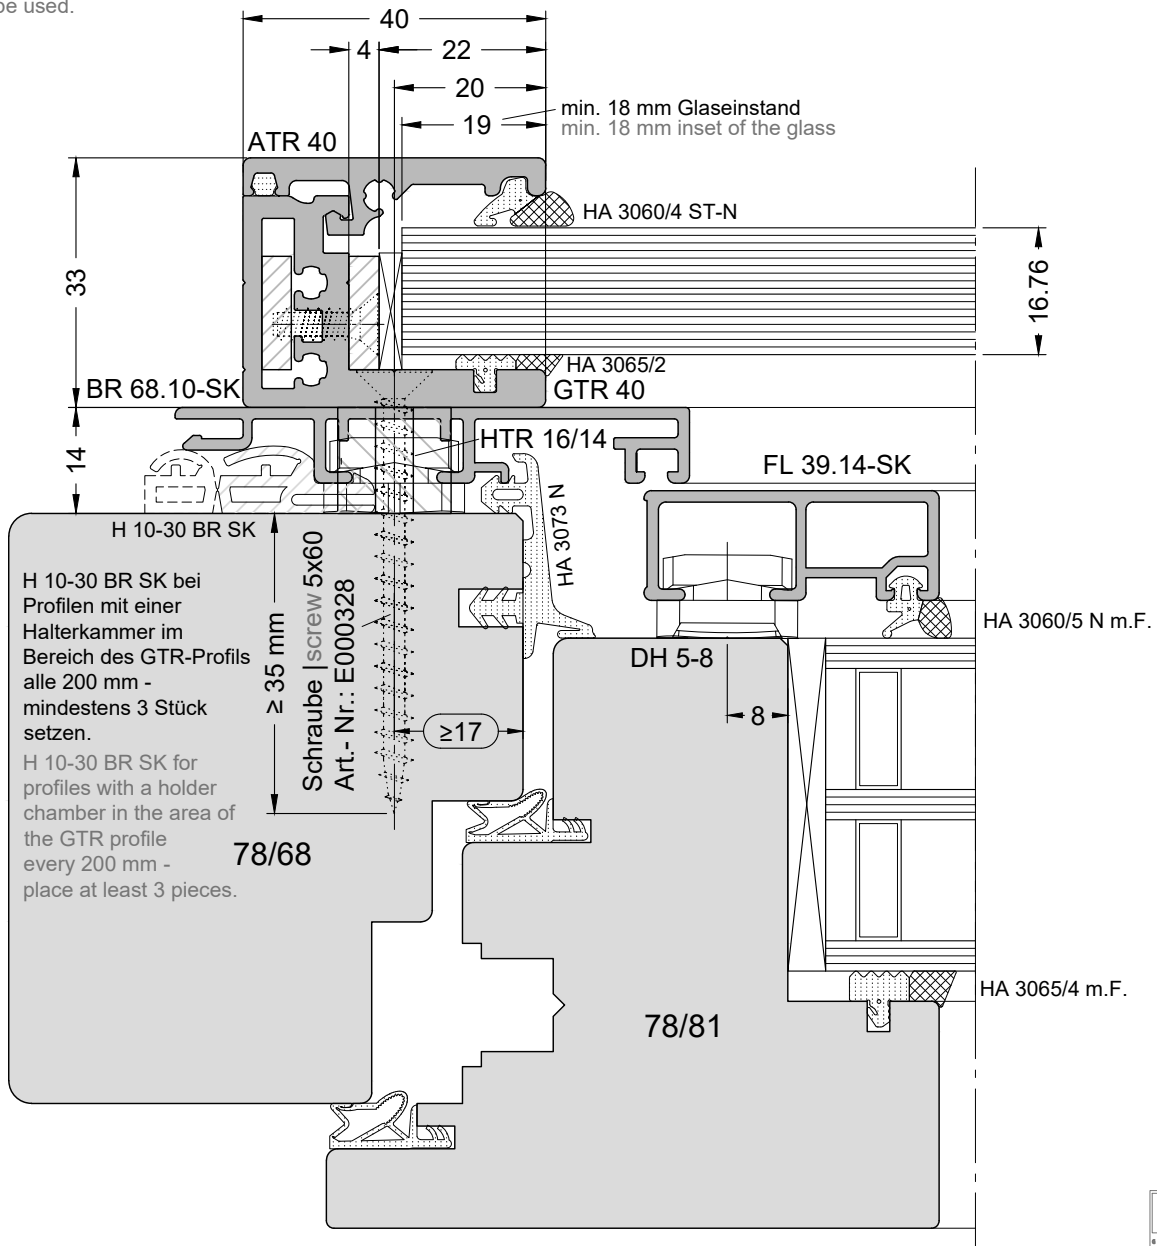 be used.
40
4
22
20
min. 18 mm Glaseinstand
19
min. 18 mm inset of the glass
ATR 40
HA 3060/4 ST-N
33
16.76
HA 3065/2
BR 68.10-SK
GTR 40
HTR 16/14
14
FL 39.14-SK
HA 3073 N
H 10-30 BR SK
H 10-30 BR SK bei
Profilen mit einer
Halterkammer im
Bereich des GTR-Profils
alle 200 mm -
mindestens 3 Stück
setzen.
H 10-30 BR SK for
profiles with a holder
chamber in the area of
the GTR profile
every 200 mm -
place at least 3 pieces.
≥ 35 mm
Schraube |screw 5x60
Art.- Nr.: E000328
≥17
HA 3060/5 N m.F.
DH 5-8
8
78/68
HA 3065/4 m.F.
78/81